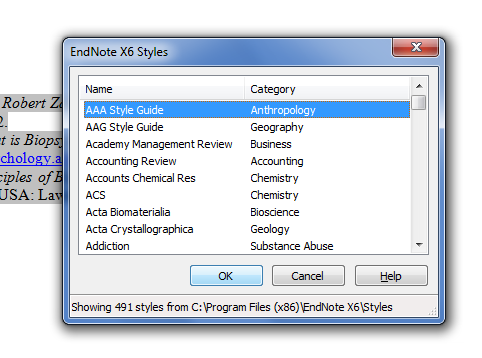 EndNote X6 Styles
Name Category
AAA Style Guide Anthropology
AAG Style Guide Geography
Academy Management Review Business
Accounting Review Accounting
Accounts Chemical Res Chemistry
ACS Chemistry
Acta Biomaterialia Bioscience
Acta Crystallographica Geology
Addiction Substance Abuse
OK Cancel Help
Showing 491 styles from C:\Program Files (x86)\EndNote X6\Styles
Robert
2.
t is Biopsy
chology.a
ciples of B
USA: Law